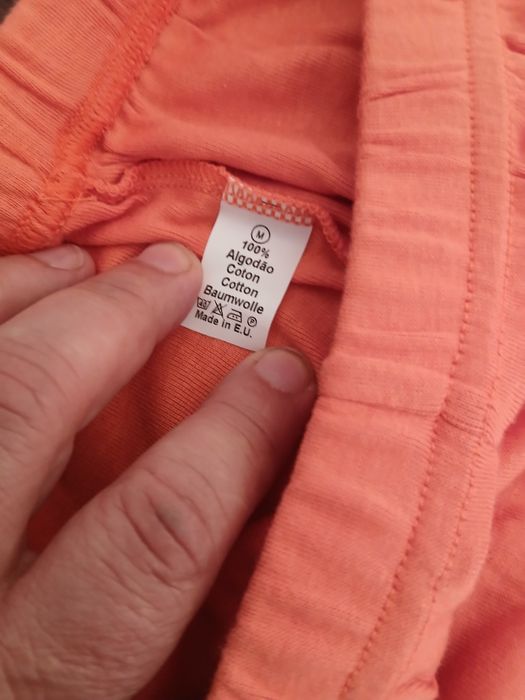 M
100%
Algodão
Coton
Cotton
Baumwolle
P
Made in E.U.